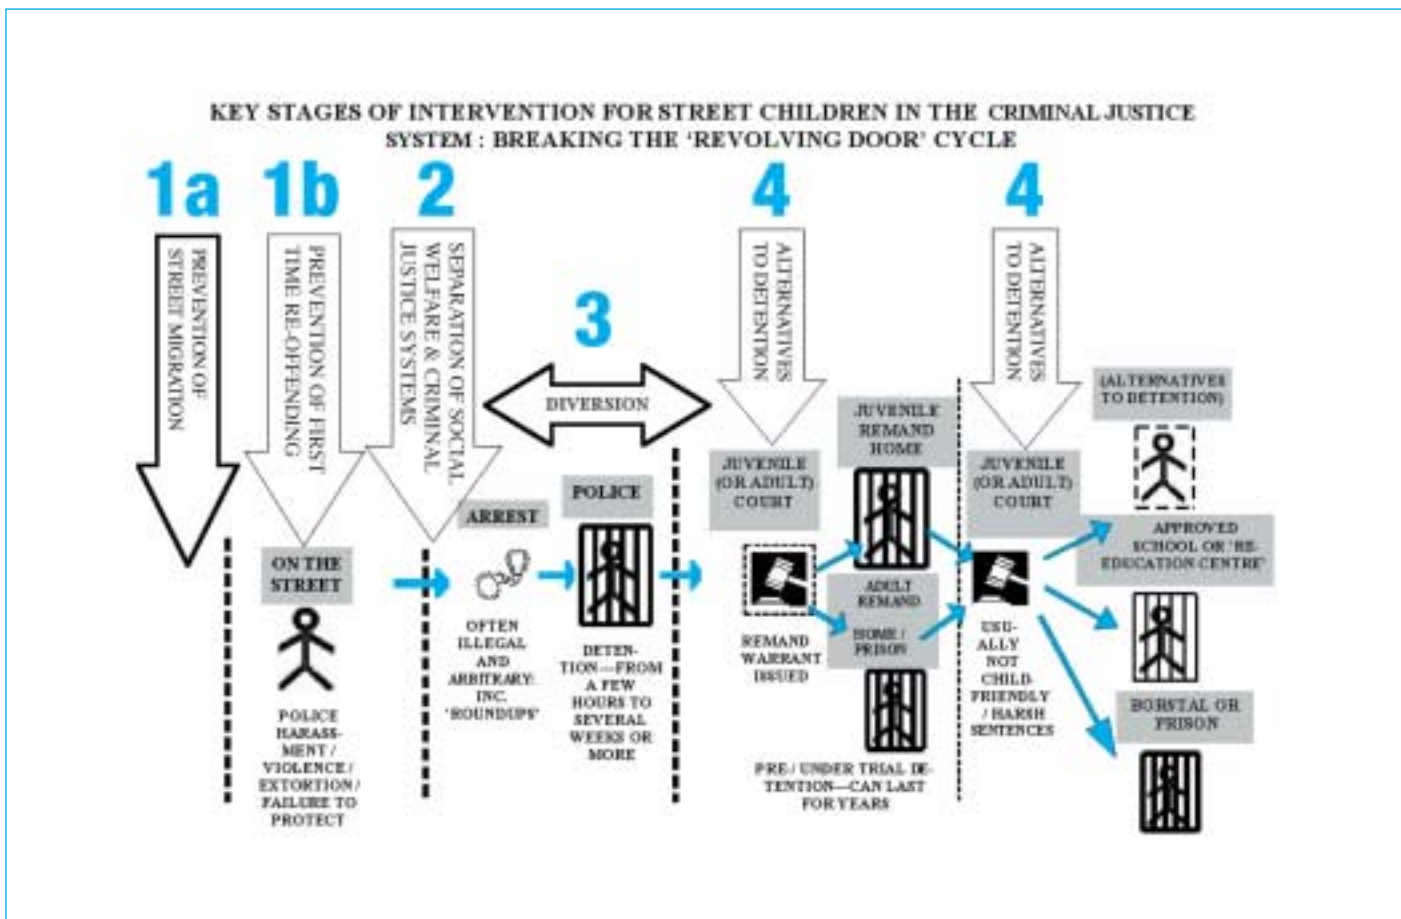 KEY STAGES OF INTERVENTION FOR STREET CHILDREN IN THE CRIMINAL JUSTICE
SYSTEM : BREAKING THE ‘REVOLVING DOOR’ CYCLE
1a
1b
2
4
4
PREVENTION OF
STREET MIGRATION
PREVENTION OF FIRST
TIME RE-OFFENDING
SEPARATION OF SOCIAL
WELFARE & CRIMINAL
JUSTICE SYSTEMS
3
DIVERSION
ALTERNATIVES
TO DETENTION
ALTERNATIVES
TO DETENTION
ON THE
STREET
POLICE
HARASS-
MENT /
VIOLENCE /
EXTORTION /
FAILURE TO
PROTECT
ARREST
OFTEN
ILLEGAL
AND
ARBITRARY:
INC.
‘ROUNDUPS’
POLICE
DETEN-
TION—FROM
A FEW
HOURS TO
SEVERAL
WEEKS OR
MORE
JUVENILE
(OR ADULT)
COURT
REMAND
WARRANT
ISSUED
JUVENILE
REMAND
HOME
ADULT
REMAND
HOME /
PRISON
PRE-/ UNDER TRIAL DE-
TENTION—CAN LAST
FOR YEARS
JUVENILE
(OR ADULT)
COURT
USU-
ALLY
NOT
CHILD-
FRIENDLY
/ HARSH
SENTENCES
(ALTERNATIVES
TO DETENTION)
APPROVED
SCHOOL OR ‘RE-
EDUCATION CENTRE’
BORSTAL OR
PRISON